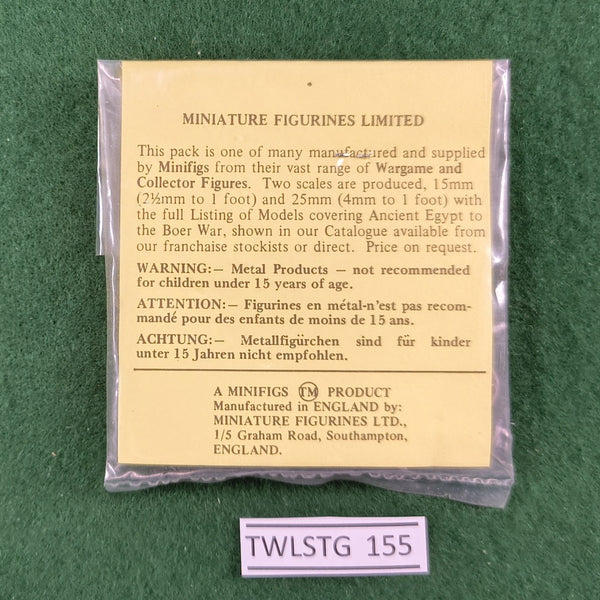 MINIATURE FIGURINES LIMITED
This pack is one of many manufactured and supplied
by Minifigs from their vast range of Wargame and
Collector Figures. Two scales are produced, 15mm
(2½mm to 1 foot) and 25mm (4mm to 1 foot) with
the full Listing of Models covering Ancient Egypt to
the Boer War, shown in our Catalogue available from
our franchaise stockists or direct. Price on request.
WARNING:— Metal Products — not recommended
for children under 15 years of age.
ATTENTION:— Figurines en métal-n'est pas recom-
mandé pour des enfants de moins de 15 ans.
ACHTUNG:— Metallfigürchen sind für kinder
unter 15 Jahren nicht empfohlen.
A MINIFIGS TM PRODUCT
Manufactured in ENGLAND by:
MINIATURE FIGURINES LTD.,
1/5 Graham Road, Southampton,
ENGLAND.
TWLSTG 155